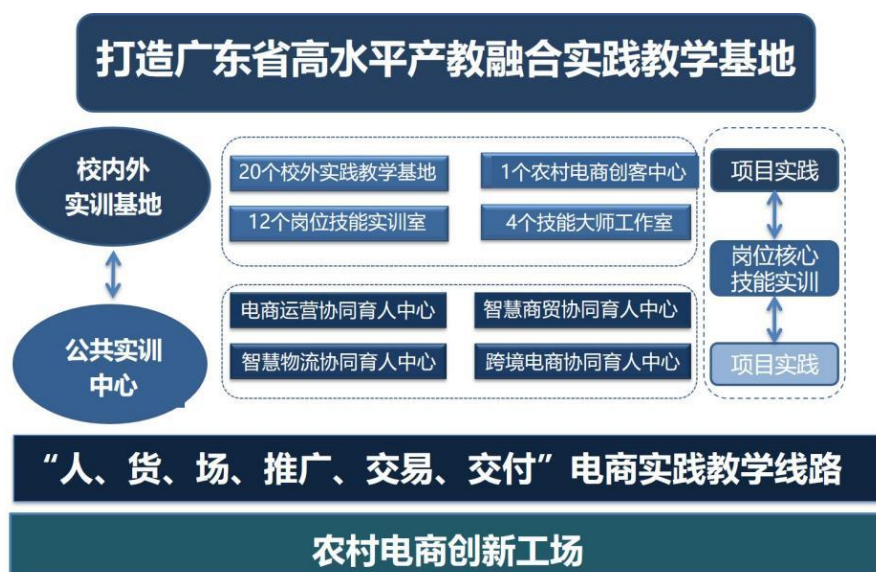 打造广东省高水平产教融合实践教学基地
校内外
实训基地
20个校外实践教学基地
1个农村电商创客中心
12个岗位技能实训室
4个技能大师工作室
项目实践
岗位核心
技能实训
项目实践
公共实训
中心
电商运营协同育人中心
智慧商贸协同育人中心
智慧物流协同育人中心
跨境电商协同育人中心
“人、货、场、推广、交易、交付”电商实践教学线路
农村电商创新工场